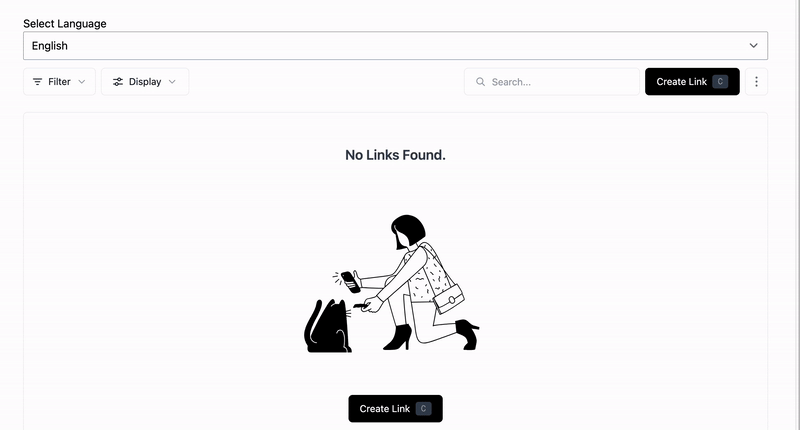 Select Language
English
Filter
Display
Search...
Create Link C
No Links Found.
Create Link C